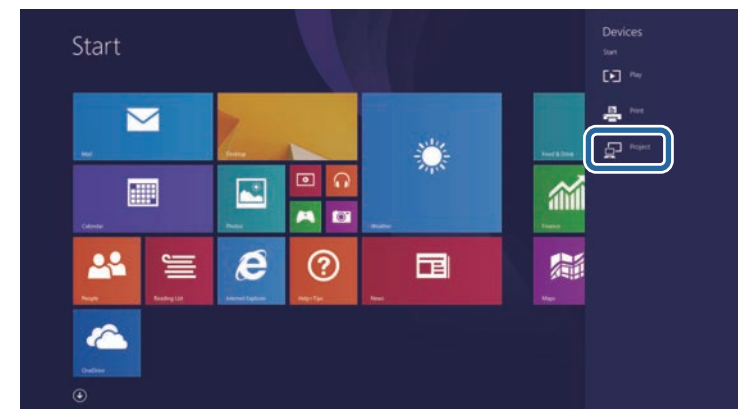 Start
Mail
Desktop
Weather
Food & Drink
Calendar
Photos
Finance
People
Reading List
Internet Explorer
Help+Tips
News
Maps
OneDrive
Devices
Start
Play
Print
Project